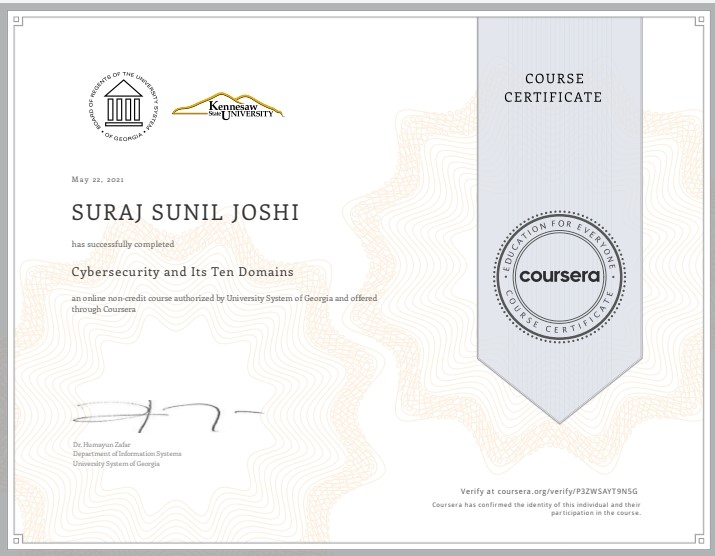 BOARD OF REGENTS OF THE UNIVERSITY SYSTEM
• OF GEORGIA •
Kennesaw
State UNIVERSITY
COURSE
CERTIFICATE
May 22, 2021
SURAJ SUNIL JOSHI
has successfully completed
Cybersecurity and Its Ten Domains
an online non-credit course authorized by University System of Georgia and offered
through Coursera
EDUCATION FOR EVERYONE
coursera
COURSE CERTIFICATE
Dr. Humayun Zafar
Department of Information Systems
University System of Georgia
Verify at coursera.org/verify/P3ZWSAYT9NSG
Coursera has confirmed the identity of this individual and their
participation in the course.